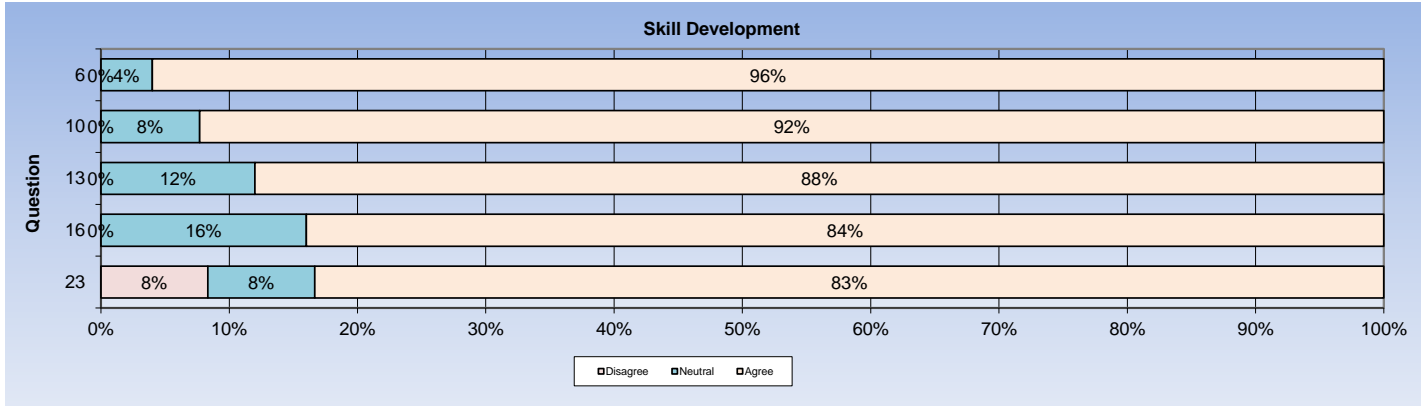 Skill Development
6 0% 4% 96%
10 0% 8% 92%
13 0% 12% 88%
16 0% 16% 84%
23 8% 8% 83%
Question
0% 10% 20% 30% 40% 50% 60% 70% 80% 90% 100%
Disagree Neutral Agree